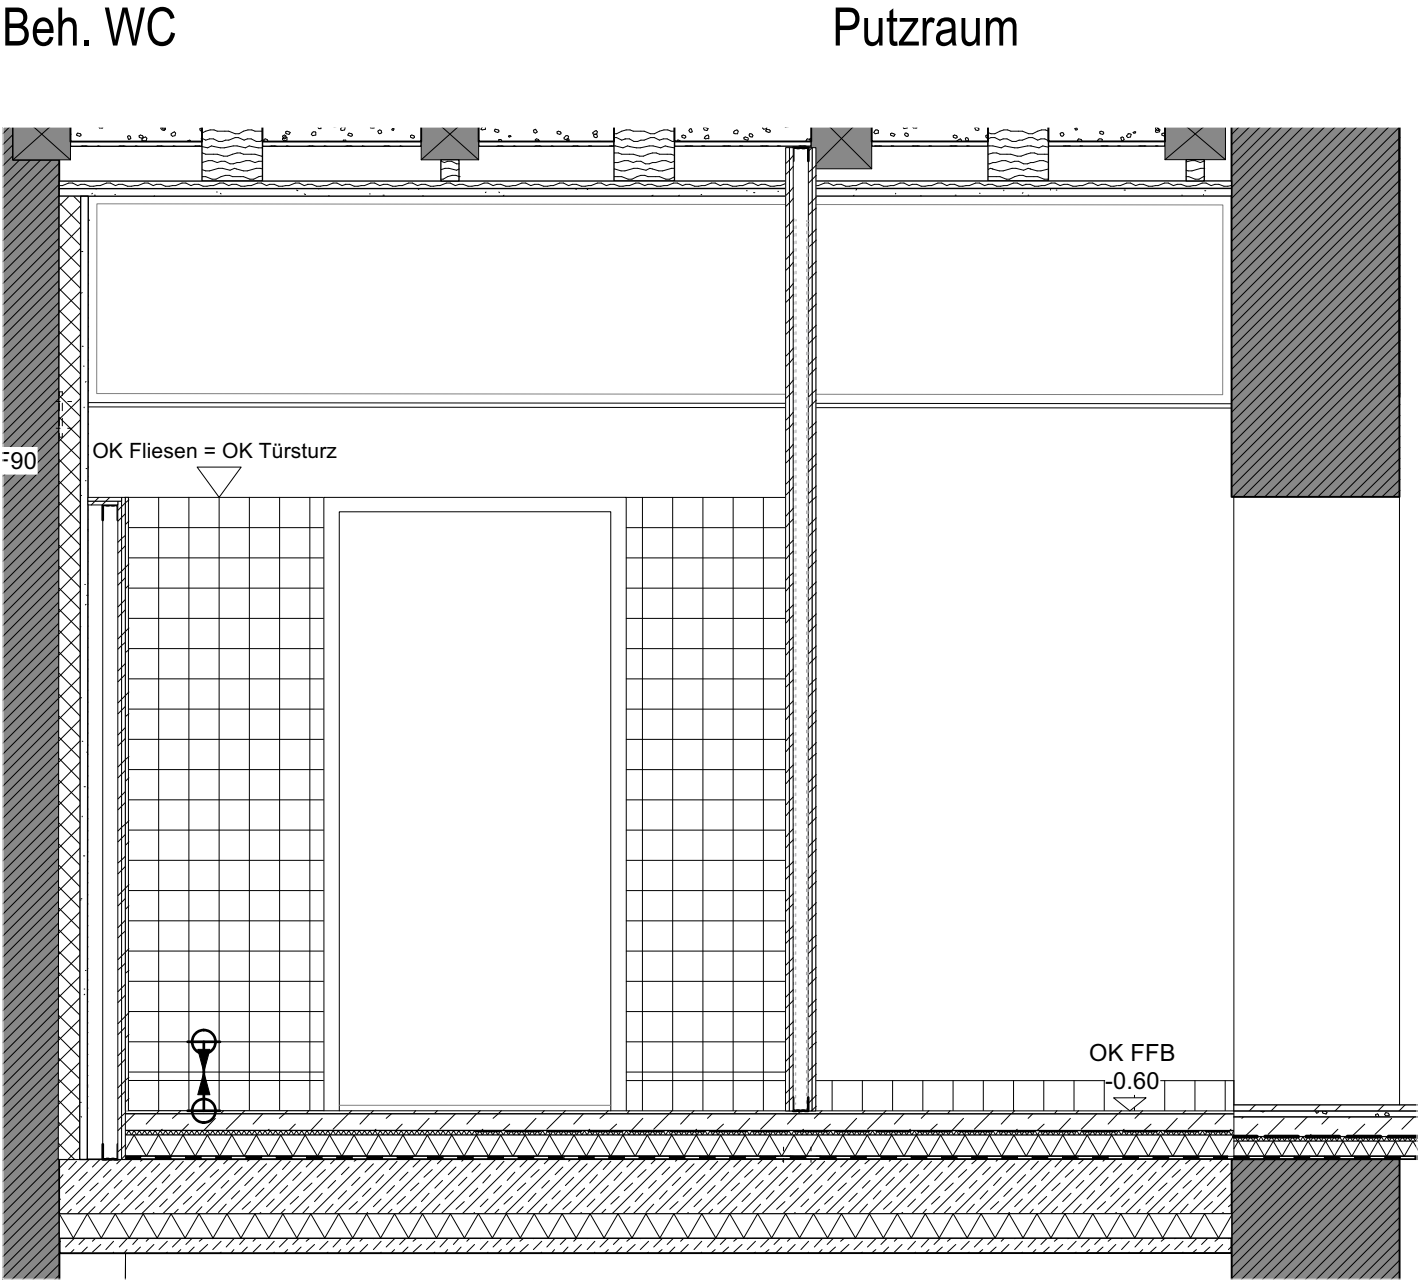 Beh. WC
Putzraum
OK Fliesen = OK Türsturz
F90
OK FFB
-0.60